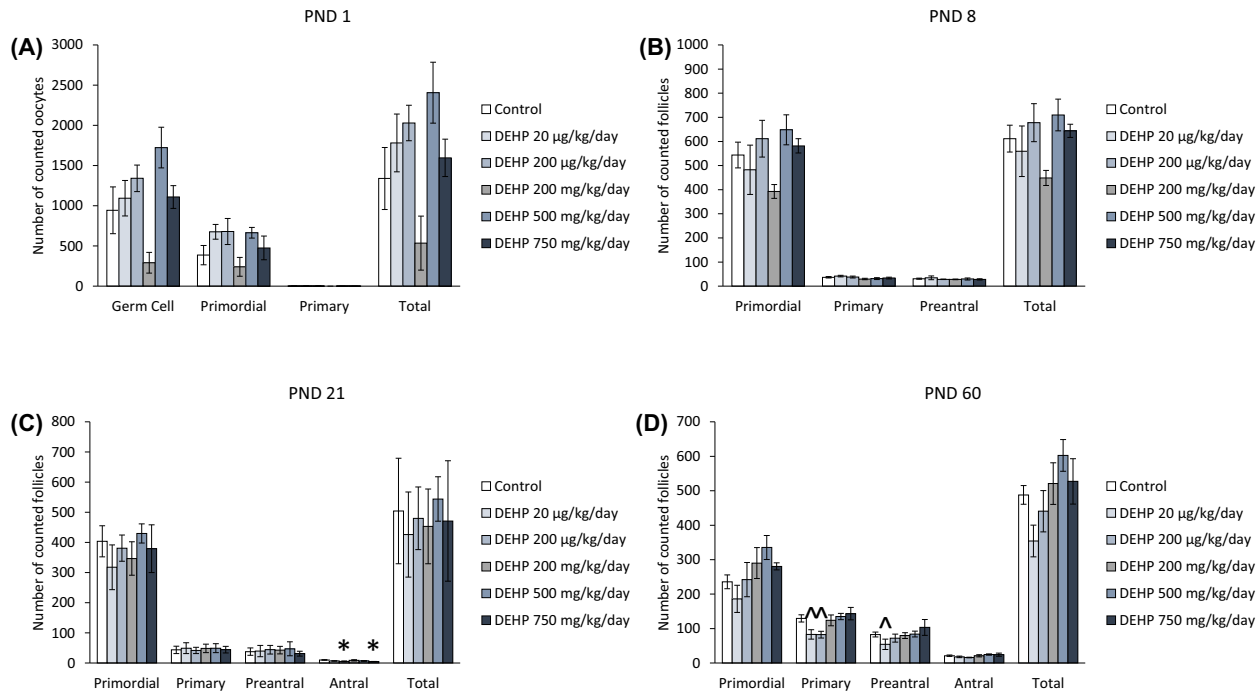 PND 1
(A)
Number of counted oocytes
3000
2500
2000
1500
1000
500
0
Germ Cell Primordial Primary Total
Control
DEHP 20 µg/kg/day
DEHP 200 µg/kg/day
DEHP 200 mg/kg/day
DEHP 500 mg/kg/day
DEHP 750 mg/kg/day
PND 8
(B)
Number of counted follicles
1000
900
800
700
600
500
400
300
200
100
0
Primordial Primary Preantral Total
Control
DEHP 20 µg/kg/day
DEHP 200 µg/kg/day
DEHP 200 mg/kg/day
DEHP 500 mg/kg/day
DEHP 750 mg/kg/day
PND 21
(C)
Number of counted follicles
800
700
600
500
400
300
200
100
0
* *
Primordial Primary Preantral Antral Total
Control
DEHP 20 µg/kg/day
DEHP 200 µg/kg/day
DEHP 200 mg/kg/day
DEHP 500 mg/kg/day
DEHP 750 mg/kg/day
PND 60
(D)
Number of counted follicles
700
600
500
400
300
200
100
0
^^ ^
Primordial Primary Preantral Antral Total
Control
DEHP 20 µg/kg/day
DEHP 200 µg/kg/day
DEHP 200 mg/kg/day
DEHP 500 mg/kg/day
DEHP 750 mg/kg/day